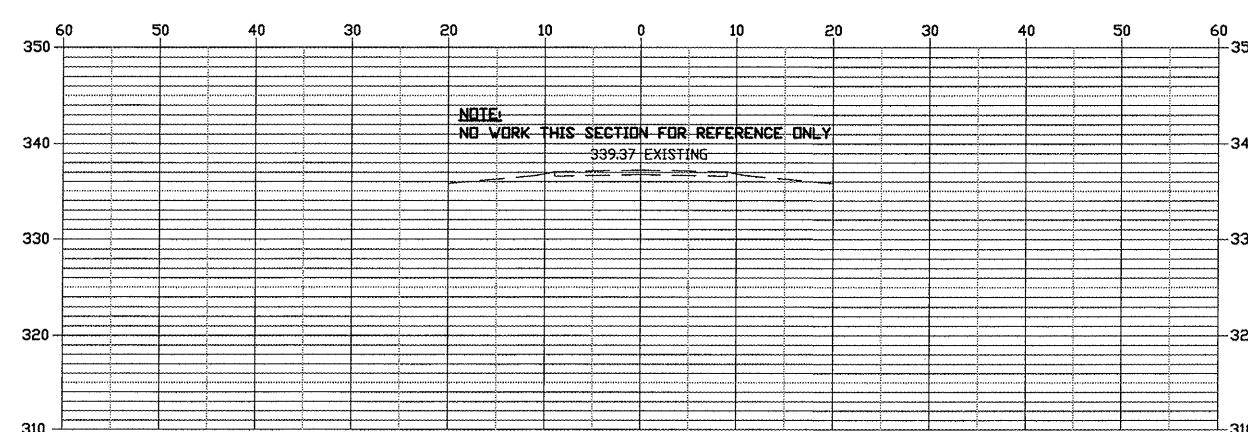 60 50 40 30 20 10 0 10 20 30 40 50 60
350 35
NOTE:
NO WORK THIS SECTION FOR REFERENCE ONLY
340 34
339.37 EXISTING
330 33
320 32
310 310